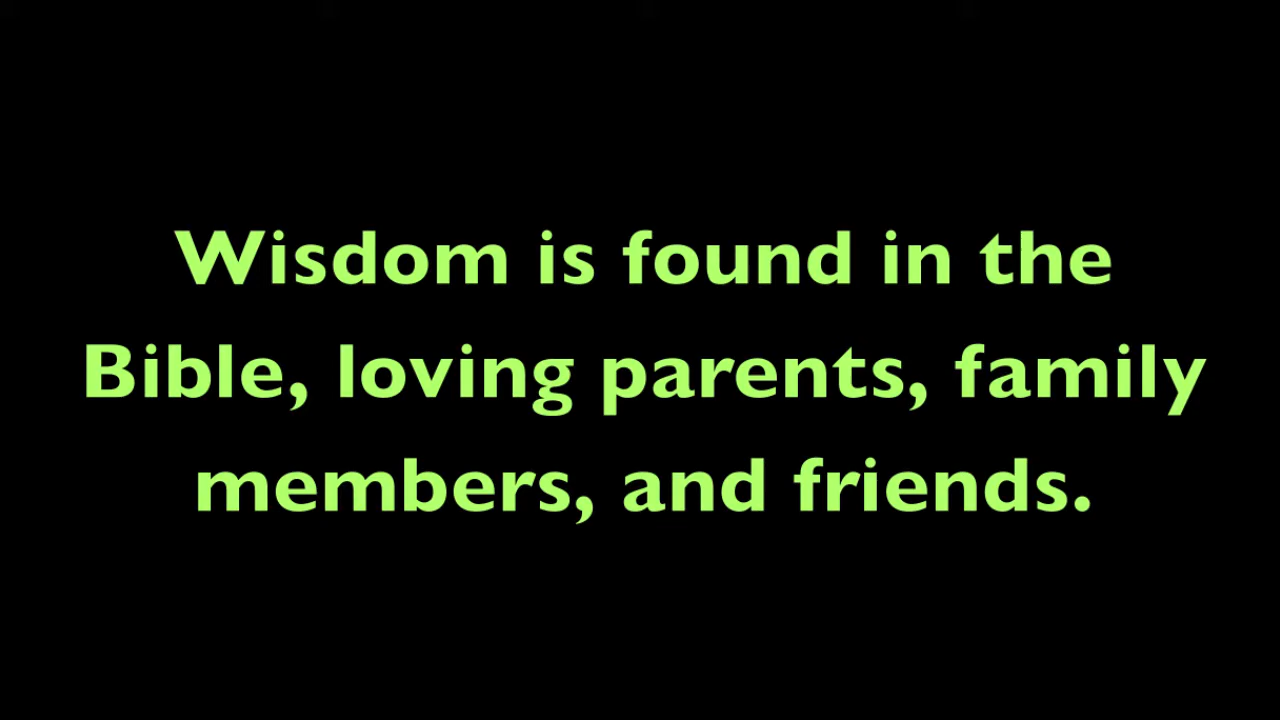 Wisdom is found in the
Bible, loving parents, family
members, and friends.